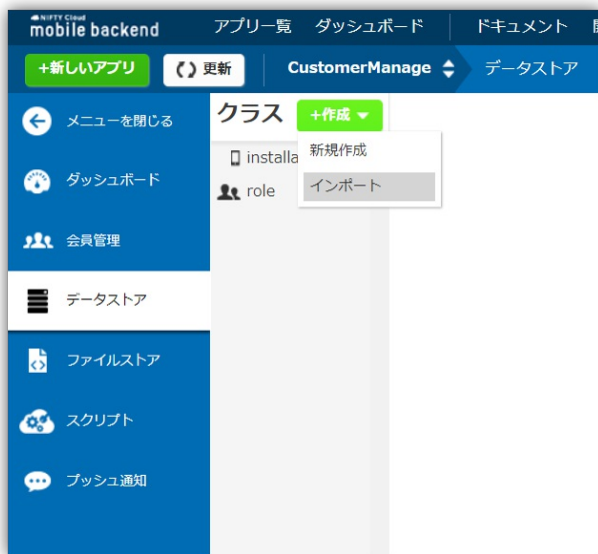 NIFTY Cloud
mobile backend アプリ一覧 ダッシュボード ドキュメント
+新しいアプリ 更新 CustomerManage データストア
メニューを閉じる
ダッシュボード
会員管理
データストア
ファイルストア
スクリプト
プッシュ通知
クラス +作成
新規作成
インポート
installa
role